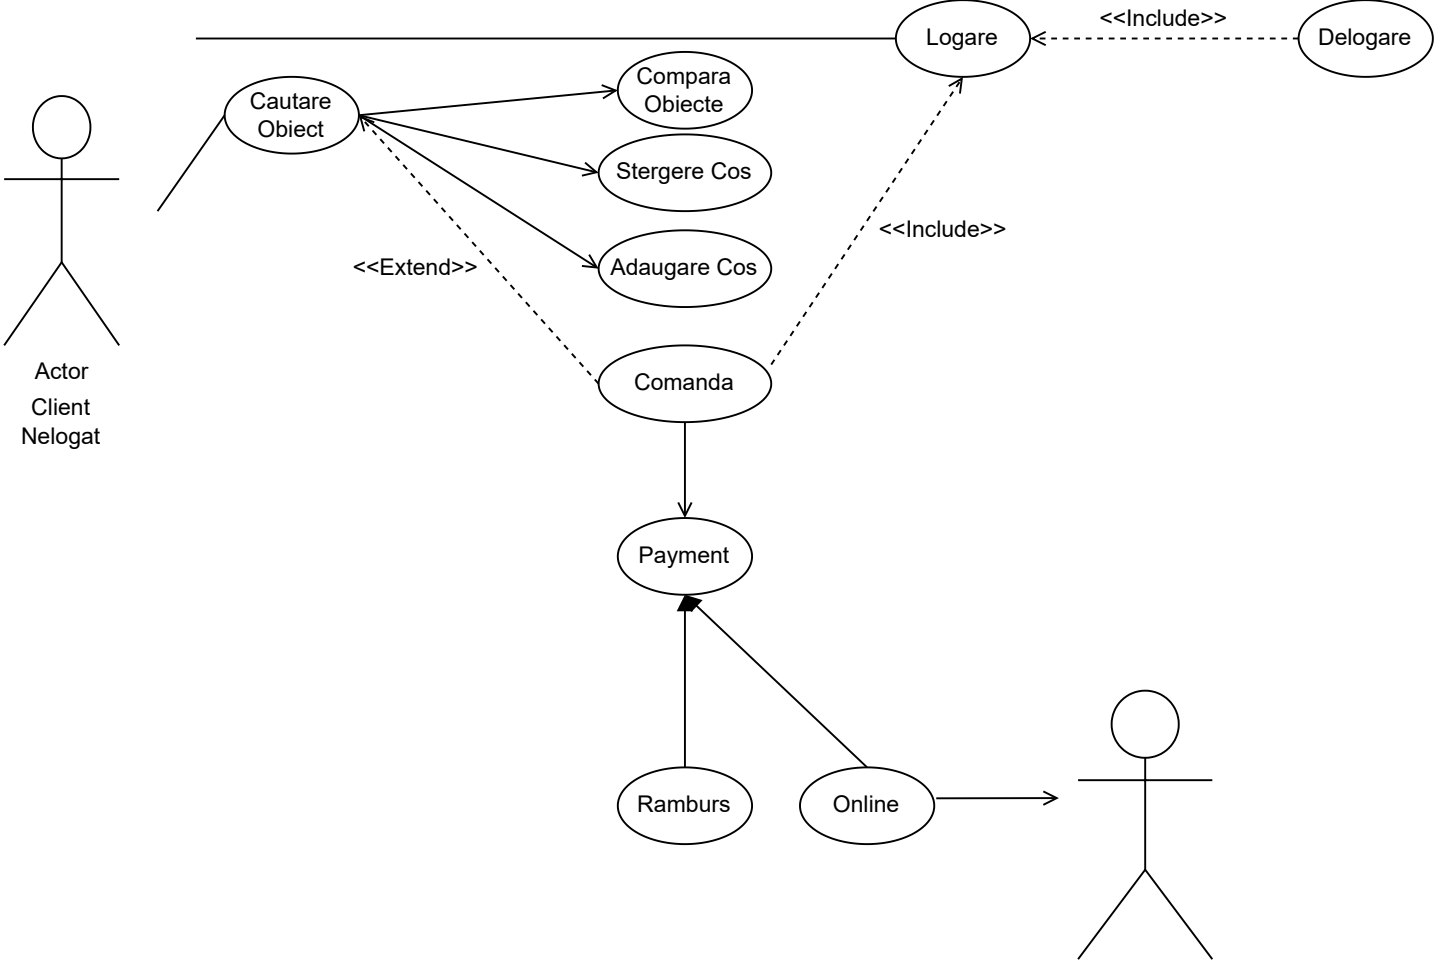 <<Include>>
Logare
Delogare
Compara
Obiecte
Cautare
Obiect
Stergere Cos
<<Include>>
Adaugare Cos
<<Extend>>
Actor
Client
Nelogat
Comanda
Payment
Ramburs
Online